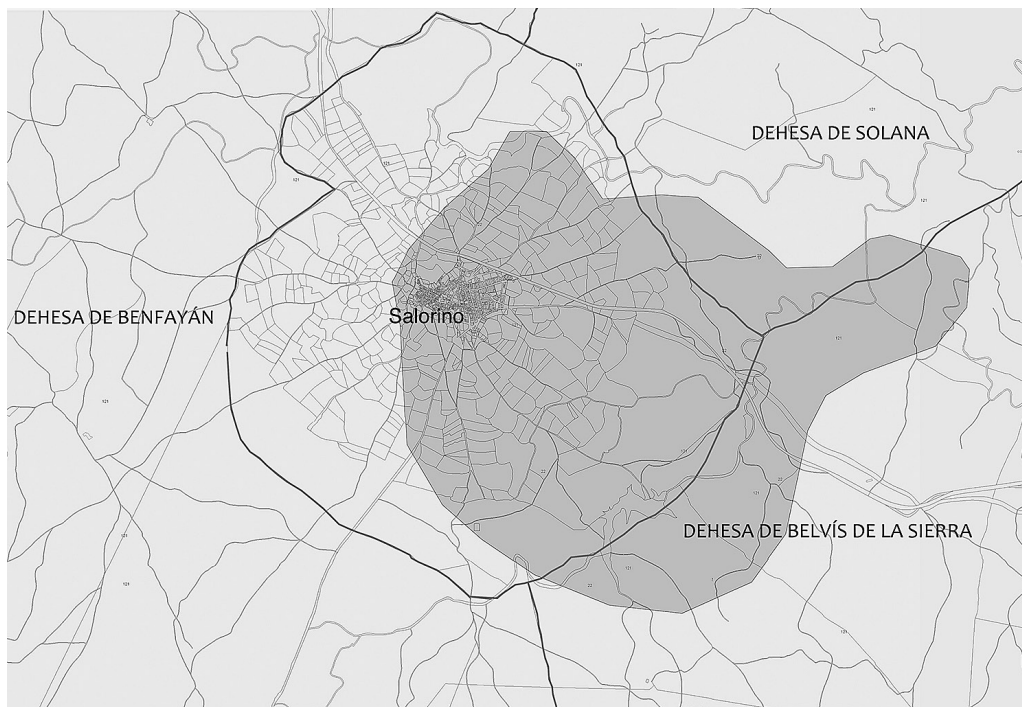 DEHESA DE SOLANA
DEHESA DE BENFAYÁN
Salorino
DEHESA DE BELVÍS DE LA SIERRA